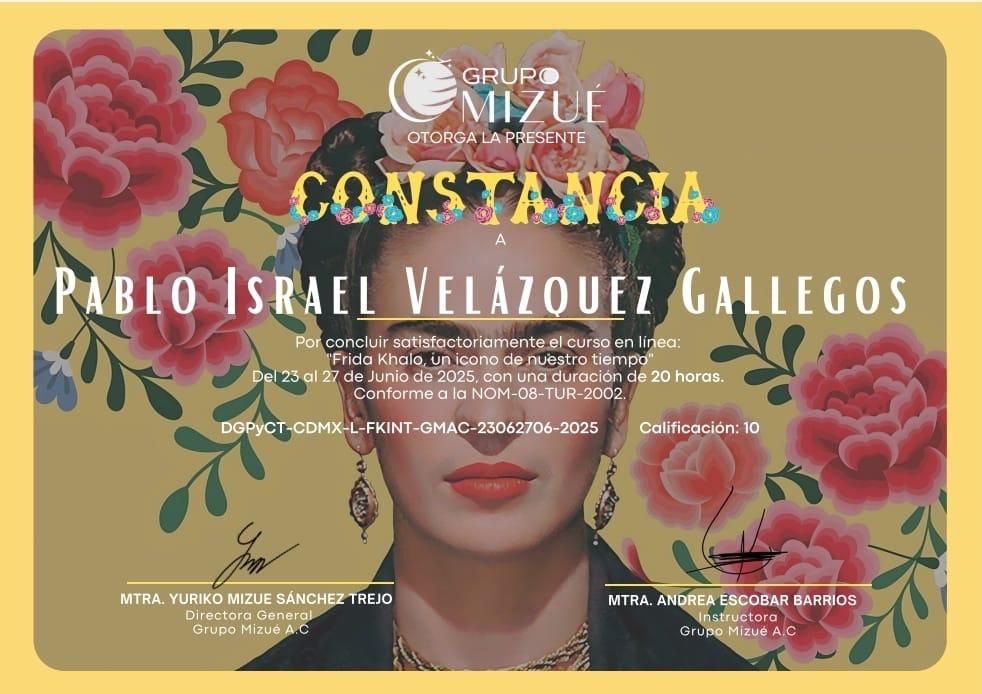 GRUPO
MIZUÉ
OTORGA LA PRESENTE
CONSTANCIA
A
PABLO ISRAEL VELÁZQUEZ GALLEGOS
Por concluir satisfactoriamente el curso en línea:
"Frida Khalo, un icono de nuestro tiempo"
Del 23 al 27 de Junio de 2025, con una duración de 20 horas.
Conforme a la NOM-08-TUR-2002.
DGPyCT-CDMX-L-FKINT-GMAC-23062706-2025 Calificación: 10
MTRA. YURIKO MIZUE SÁNCHEZ TREJO
Directora General
Grupo Mizué A.C
MTRA. ANDREA ESCOBAR BARRIOS
Instructora
Grupo Mizué A.C